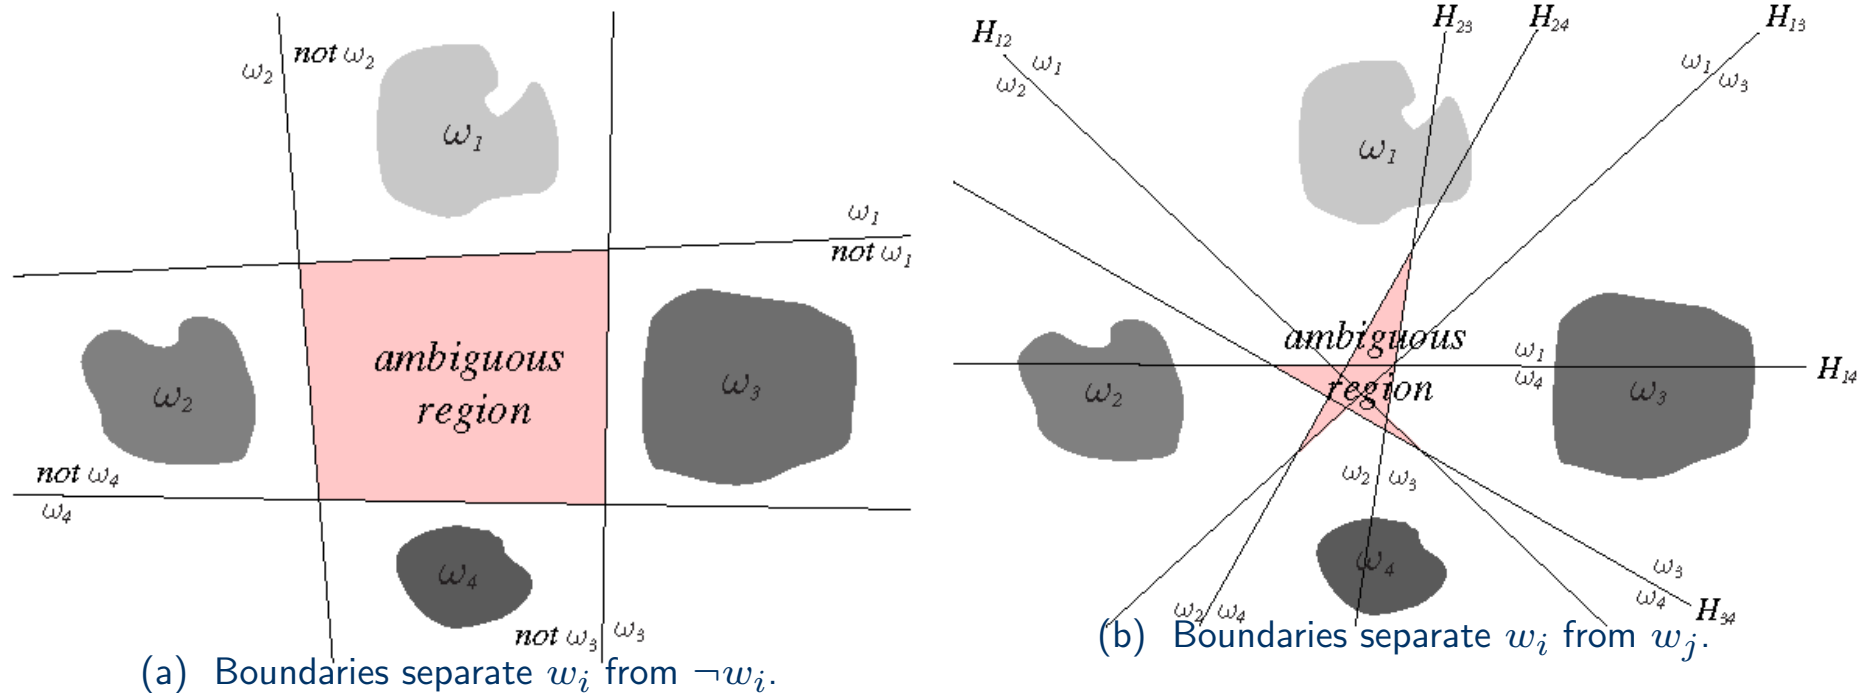 not ω₂
ω₂
ω₁
ω₁
not ω₁
ambiguous
region
ω₂
ω₃
not ω₄
ω₄
ω₄
not ω₃
ω₃
(a) Boundaries separate wᵢ from ¬wᵢ.
H₁₂
H₂₃
H₂₄
H₁₃
ω₁
ω₂
ω₁
ω₃
ω₁
ambiguous
region
ω₁
ω₄
H₁₄
ω₂
ω₃
ω₂
ω₃
ω₄
ω₃
ω₄
H₃₄
ω₂
ω₄
(b) Boundaries separate wᵢ from wⱼ.